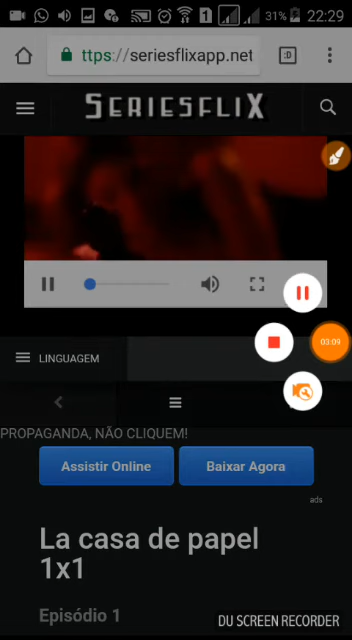 1
31%
22:29
ttps://seriesflixapp.net
:D
SERIESFLIX
03:09
LINGUAGEM
PROPAGANDA, NÃO CLIQUEM!
Assistir Online
Baixar Agora
ads
La casa de papel
1x1
Episódio 1
DU SCREEN RECORDER